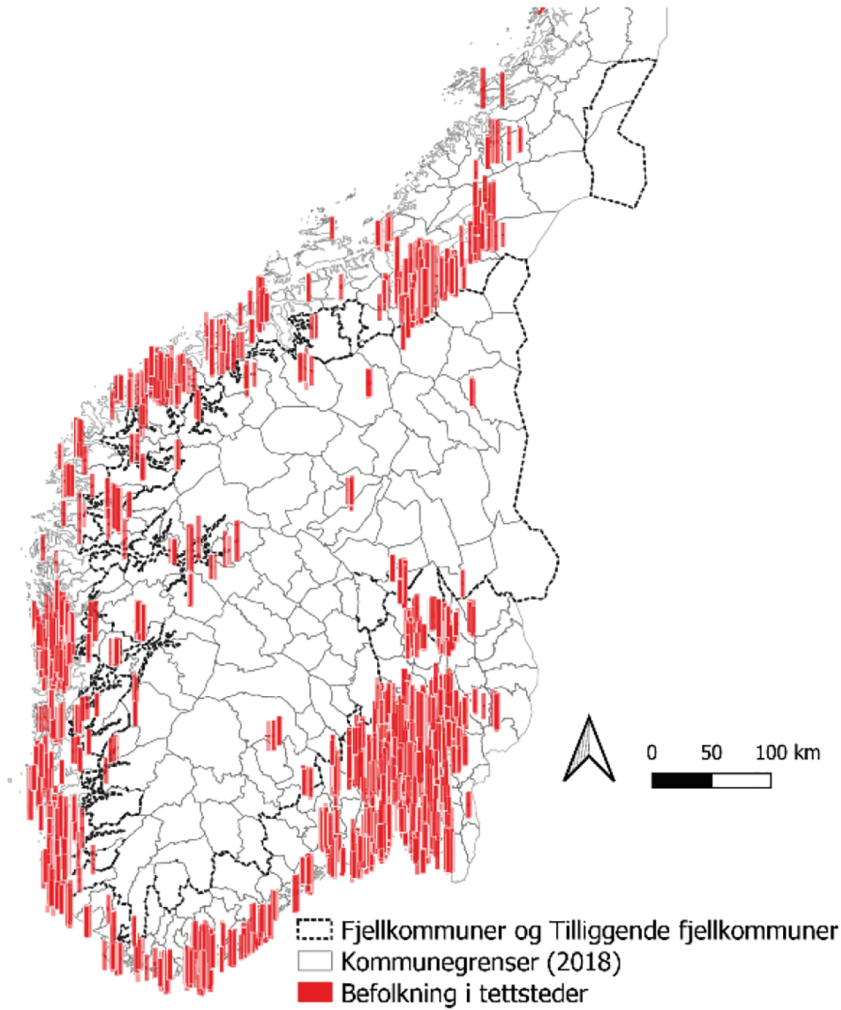 0 50 100 km
Fjellkommuner og Tilliggende fjellkommuner
Kommunegrenser (2018)
Befolkning i tettsteder